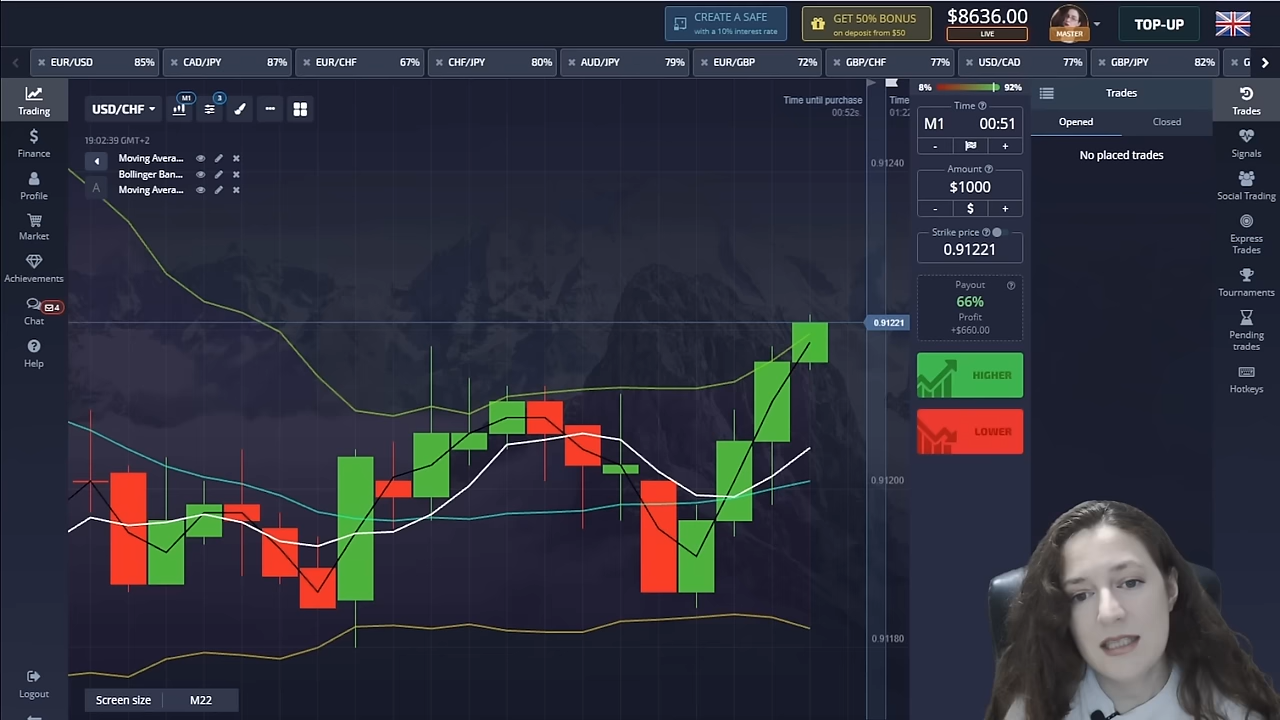 CREATE A SAFE
with a 10% interest rate
GET 50% BONUS
on deposit from $50
$8636.00
LIVE
MASTER
TOP-UP
EUR/USD 85%
CAD/JPY 87%
EUR/CHF 67%
CHF/JPY 80%
AUD/JPY 79%
EUR/GBP 72%
GBP/CHF 77%
USD/CAD 77%
GBP/JPY 82%
G
Trading
Finance
Profile
Market
Achievements
4
Chat
Help
Logout
USD/CHF
M1
3
19:02:39 GMT+2
Moving Avera...
Bollinger Ban...
A
Moving Avera...
Time until purchase
00:52s
Time
01:22
0.91240
0.91221
0.91200
0.91180
Screen size M22
8% 92%
Time
M1 00:51
- +
Amount
$1000
- $ +
Strike price
0.91221
Payout
66%
Profit
+$660.00
HIGHER
LOWER
Trades
Opened Closed
No placed trades
Trades
Signals
Social Trading
Express
Trades
Tournaments
Pending
trades
Hotkeys